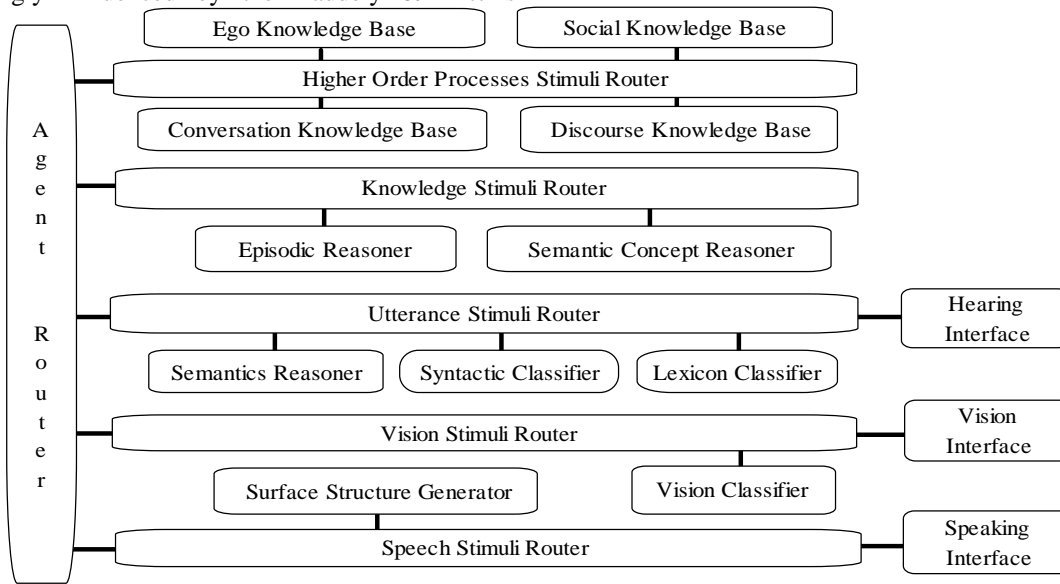 Ego Knowledge Base
Social Knowledge Base
Higher Order Processes Stimuli Router
Conversation Knowledge Base
Discourse Knowledge Base
Knowledge Stimuli Router
Episodic Reasoner
Semantic Concept Reasoner
Utterance Stimuli Router
Hearing
Interface
Semantics Reasoner
Syntactic Classifier
Lexicon Classifier
Vision Stimuli Router
Vision
Interface
Surface Structure Generator
Vision Classifier
Speech Stimuli Router
Speaking
Interface
A
g
e
n
t
R
o
u
t
e
r